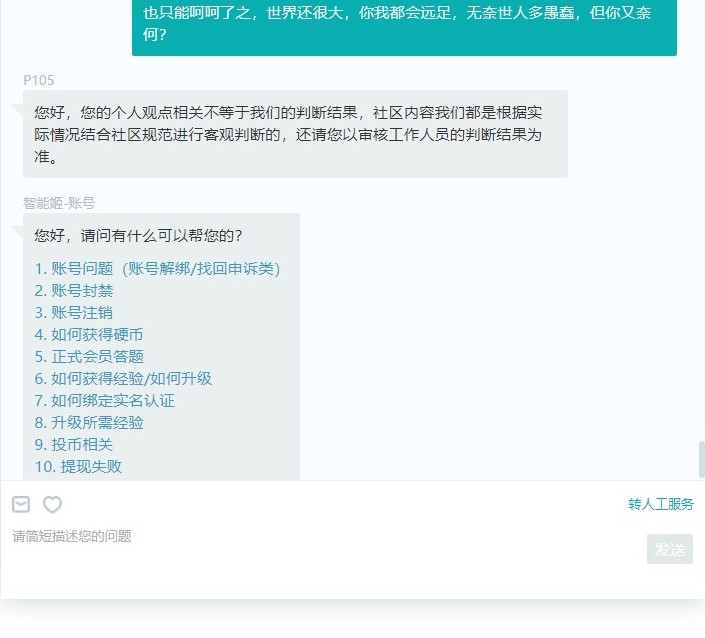 也只能呵呵了之，世界还很大，你我都会远足，无奈世人多愚蠢，但你又奈
何？
P105
您好，您的个人观点相关不等于我们的判断结果，社区内容我们都是根据实
际情况结合社区规范进行客观判断的，还请您以审核工作人员的判断结果为
准。
智能姬-账号
您好，请问有什么可以帮您的？
1. 账号问题（账号解绑/找回申诉类）
2. 账号封禁
3. 账号注销
4. 如何获得硬币
5. 正式会员答题
6. 如何获得经验/如何升级
7. 如何绑定实名认证
8. 升级所需经验
9. 投币相关
10. 提现失败
转人工服务
请简短描述您的问题
发送